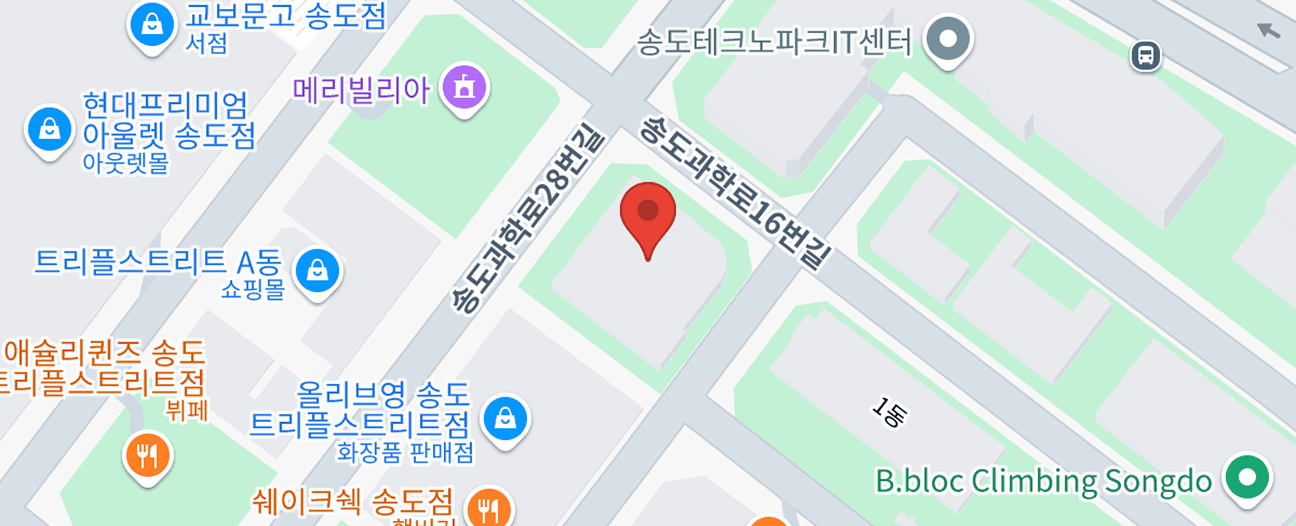 교보문고 송도점
서점
송도테크노파크IT센터
메리빌리아
현대프리미엄
아울렛 송도점
아웃렛몰
송도과학로28번길
송도과학로16번길
트리플스트리트 A동
쇼핑몰
애슐리퀸즈 송도
트리플스트리트점
뷔페
올리브영 송도
트리플스트리트점
화장품 판매점
1동
B.bloc Climbing Songdo
쉐이크쉑 송도점